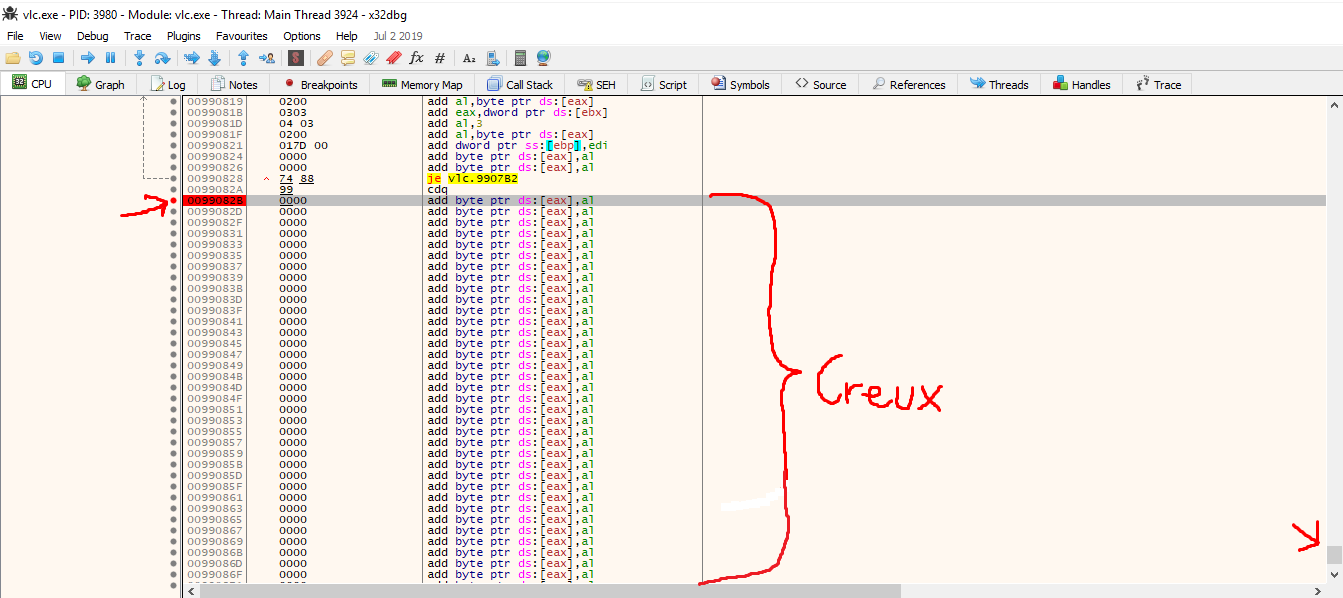 vlc.exe - PID: 3980 - Module: vlc.exe - Thread: Main Thread 3924 - x32dbg
File View Debug Trace Plugins Favourites Options Help Jul 2 2019
CPU Graph Log Notes Breakpoints Memory Map Call Stack SEH Script Symbols Source References Threads Handles Trace
00990819 0200 add al,byte ptr ds:[eax]
0099081B 0303 add eax,dword ptr ds:[ebx]
0099081D 04 03 add al,3
0099081F 0200 add al,byte ptr ds:[eax]
00990821 017D 00 add dword ptr ss:[ebp],edi
00990824 0000 add byte ptr ds:[eax],al
00990826 0000 add byte ptr ds:[eax],al
00990828 74 88 je vlc.9907B2
0099082A 99 cdq
0099082B 0000 add byte ptr ds:[eax],al
0099082D 0000 add byte ptr ds:[eax],al
0099082F 0000 add byte ptr ds:[eax],al
00990831 0000 add byte ptr ds:[eax],al
00990833 0000 add byte ptr ds:[eax],al
00990835 0000 add byte ptr ds:[eax],al
00990837 0000 add byte ptr ds:[eax],al
00990839 0000 add byte ptr ds:[eax],al
0099083B 0000 add byte ptr ds:[eax],al
0099083D 0000 add byte ptr ds:[eax],al
0099083F 0000 add byte ptr ds:[eax],al
00990841 0000 add byte ptr ds:[eax],al
00990843 0000 add byte ptr ds:[eax],al
00990845 0000 add byte ptr ds:[eax],al
00990847 0000 add byte ptr ds:[eax],al
00990849 0000 add byte ptr ds:[eax],al
0099084B 0000 add byte ptr ds:[eax],al
0099084D 0000 add byte ptr ds:[eax],al
0099084F 0000 add byte ptr ds:[eax],al
00990851 0000 add byte ptr ds:[eax],al
00990853 0000 add byte ptr ds:[eax],al
00990855 0000 add byte ptr ds:[eax],al
00990857 0000 add byte ptr ds:[eax],al
00990859 0000 add byte ptr ds:[eax],al
0099085B 0000 add byte ptr ds:[eax],al
0099085D 0000 add byte ptr ds:[eax],al
0099085F 0000 add byte ptr ds:[eax],al
00990861 0000 add byte ptr ds:[eax],al
00990863 0000 add byte ptr ds:[eax],al
00990865 0000 add byte ptr ds:[eax],al
00990867 0000 add byte ptr ds:[eax],al
00990869 0000 add byte ptr ds:[eax],al
0099086B 0000 add byte ptr ds:[eax],al
0099086D 0000 add byte ptr ds:[eax],al
0099086F 0000 add byte ptr ds:[eax],al
Creux